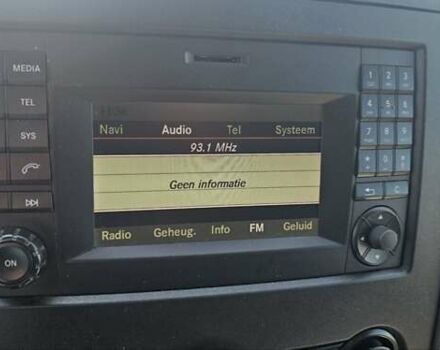 MEDIA
TEL
SYS
ON
Navi Audio Tel Systeem
93.1 MHz
Geen informatie
Radio Geheug. Info FM Geluid
1 2 3
4 5 6
7 8 9
* 0 #
C